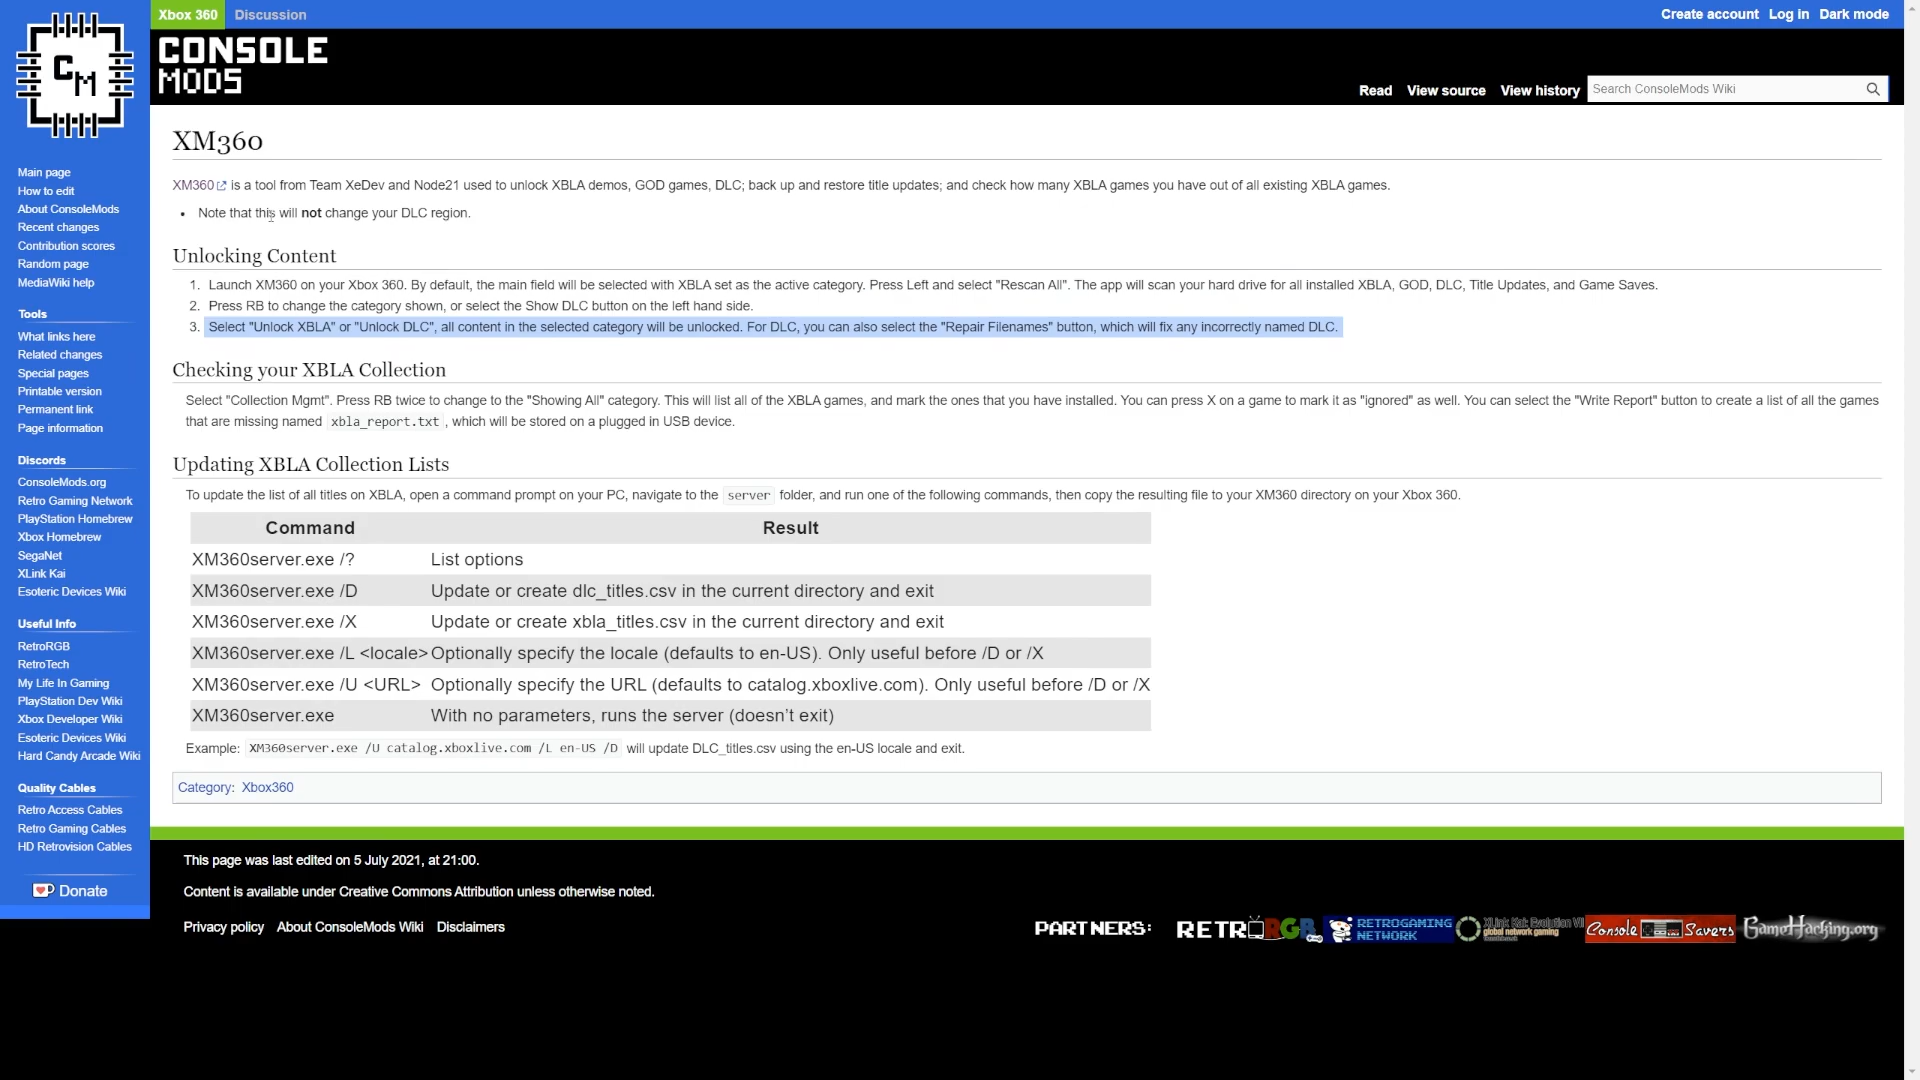 Xbox 360 Discussion
Create account Log in Dark mode
CM
CONSOLE
MODS
Read View source View history Search ConsoleMods Wiki
Main page
How to edit
About ConsoleMods
Recent changes
Contribution scores
Random page
MediaWiki help
Tools
What links here
Related changes
Special pages
Printable version
Permanent link
Page information
Discords
ConsoleMods.org
Retro Gaming Network
PlayStation Homebrew
Xbox Homebrew
SegaNet
XLink Kai
Esoteric Devices Wiki
Useful Info
RetroRGB
RetroTech
My Life In Gaming
PlayStation Dev Wiki
Xbox Developer Wiki
Esoteric Devices Wiki
Hard Candy Arcade Wiki
Quality Cables
Retro Access Cables
Retro Gaming Cables
HD Retrovision Cables
Donate
XM360
XM360 is a tool from Team XeDev and Node21 used to unlock XBLA demos, GOD games, DLC; back up and restore title updates; and check how many XBLA games you have out of all existing XBLA games.
• Note that this will not change your DLC region.
Unlocking Content
1. Launch XM360 on your Xbox 360. By default, the main field will be selected with XBLA set as the active category. Press Left and select "Rescan All". The app will scan your hard drive for all installed XBLA, GOD, DLC, Title Updates, and Game Saves.
2. Press RB to change the category shown, or select the Show DLC button on the left hand side.
3. Select "Unlock XBLA" or "Unlock DLC", all content in the selected category will be unlocked. For DLC, you can also select the "Repair Filenames" button, which will fix any incorrectly named DLC.
Checking your XBLA Collection
Select "Collection Mgmt". Press RB twice to change to the "Showing All" category. This will list all of the XBLA games, and mark the ones that you have installed. You can press X on a game to mark it as "ignored" as well. You can select the "Write Report" button to create a list of all the games
that are missing named xbla_report.txt , which will be stored on a plugged in USB device.
Updating XBLA Collection Lists
To update the list of all titles on XBLA, open a command prompt on your PC, navigate to the server folder, and run one of the following commands, then copy the resulting file to your XM360 directory on your Xbox 360.
Command Result
XM360server.exe /? List options
XM360server.exe /D Update or create dlc_titles.csv in the current directory and exit
XM360server.exe /X Update or create xbla_titles.csv in the current directory and exit
XM360server.exe /L <locale> Optionally specify the locale (defaults to en-US). Only useful before /D or /X
XM360server.exe /U <URL> Optionally specify the URL (defaults to catalog.xboxlive.com). Only useful before /D or /X
XM360server.exe With no parameters, runs the server (doesn't exit)
Example: XM360server.exe /U catalog.xboxlive.com /L en-US /D will update DLC_titles.csv using the en-US locale and exit.
Category: Xbox360
This page was last edited on 5 July 2021, at 21:00.
Content is available under Creative Commons Attribution unless otherwise noted.
Privacy policy About ConsoleMods Wiki Disclaimers
PARTNERS:
RETRORGB
RETROGAMING
NETWORK
XLink Kai: Evolution VII
global network gaming
Console Savers
GameHacking.org